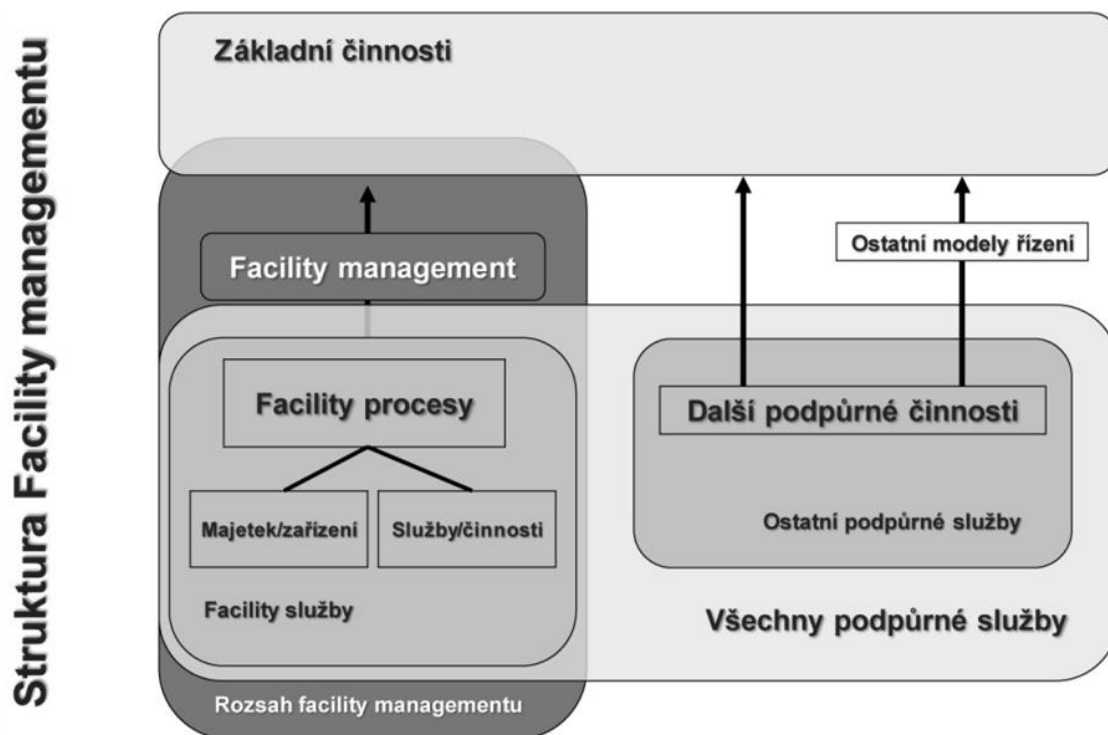 Struktura Facility managementu
Základní činnosti
Facility management
Ostatní modely řízení
Facility procesy
Další podpůrné činnosti
Majetek/zařízení
Služby/činnosti
Ostatní podpůrné služby
Facility služby
Všechny podpůrné služby
Rozsah facility managementu